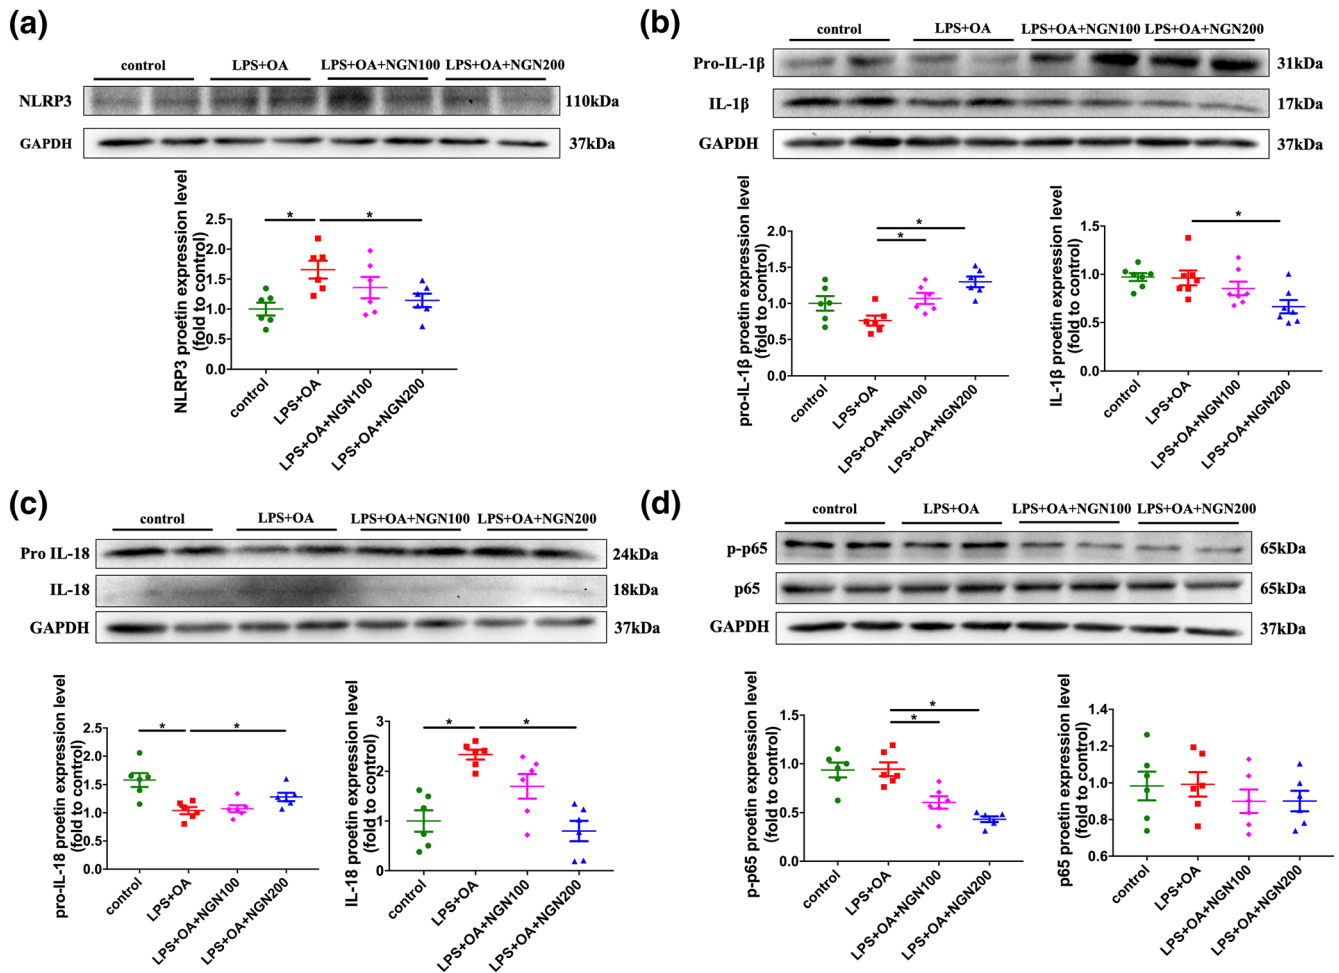 (a)
control LPS+OA LPS+OA+NGN100 LPS+OA+NGN200
NLRP3 110kDa
GAPDH 37kDa
NLRP3 proetin expression level
(fold to control)
2.5
2.0
1.5
1.0
0.5
0.0
* *
control
LPS+OA
LPS+OA+NGN100
LPS+OA+NGN200
(b)
control LPS+OA LPS+OA+NGN100 LPS+OA+NGN200
Pro-IL-1β 31kDa
IL-1β 17kDa
GAPDH 37kDa
pro-IL-1β proetin expression level
(fold to control)
2.0
1.5
1.0
0.5
0.0
*
*
control
LPS+OA
LPS+OA+NGN100
LPS+OA+NGN200
IL-1β proetin expression level
(fold to control)
1.5
1.0
0.5
0.0
*
control
LPS+OA
LPS+OA+NGN100
LPS+OA+NGN200
(c)
control LPS+OA LPS+OA+NGN100 LPS+OA+NGN200
Pro IL-18 24kDa
IL-18 18kDa
GAPDH 37kDa
pro-IL-18 proetin expression level
(fold to control)
2.5
2.0
1.5
1.0
0.5
0.0
* *
control
LPS+OA
LPS+OA+NGN100
LPS+OA+NGN200
IL-18 proetin expression level
(fold to control)
3
2
1
0
* *
control
LPS+OA
LPS+OA+NGN100
LPS+OA+NGN200
(d)
control LPS+OA LPS+OA+NGN100 LPS+OA+NGN200
p-p65 65kDa
p65 65kDa
GAPDH 37kDa
p-p65 proetin expression level
(fold to control)
1.5
1.0
0.5
0.0
*
*
control
LPS+OA
LPS+OA+NGN100
LPS+OA+NGN200
p65 proetin expression level
(fold to control)
1.4
1.2
1.0
0.8
0.6
control
LPS+OA
LPS+OA+NGN100
LPS+OA+NGN200